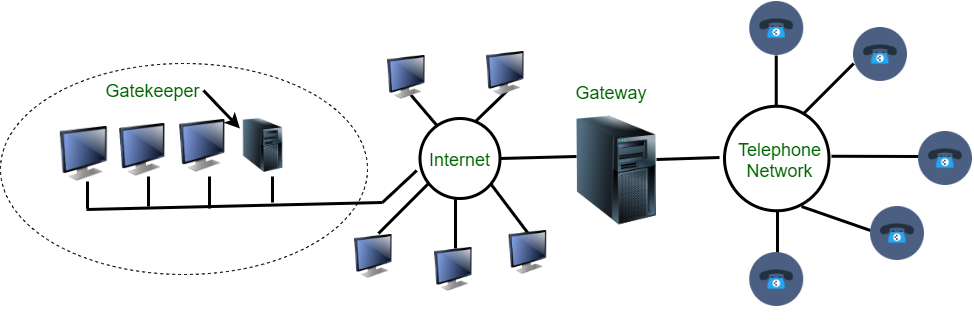 Gatekeeper
Gateway
Internet
Telephone
Network